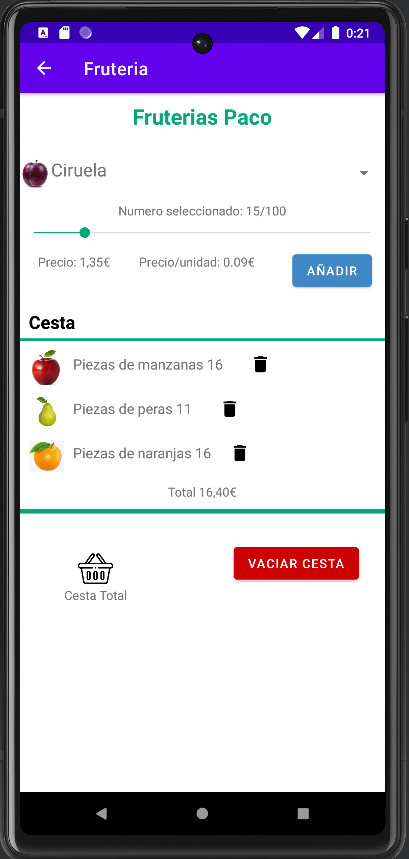 0:21
Fruteria
Fruterias Paco
Ciruela
Numero seleccionado: 15/100
Precio: 1,35€ Precio/unidad: 0.09€ AÑADIR
Cesta
Piezas de manzanas 16
Piezas de peras 11
Piezas de naranjas 16
Total 16,40€
VACIAR CESTA
Cesta Total